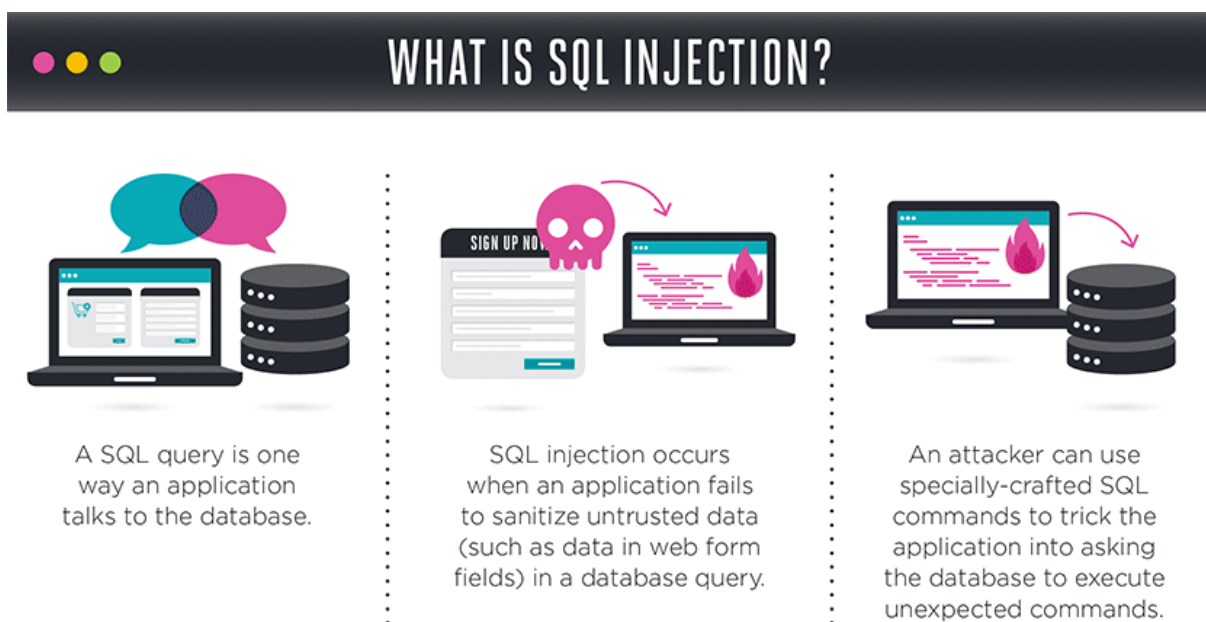 WHAT IS SQL INJECTION?
SIGN UP
A SQL query is one
way an application
talks to the database.
SQL injection occurs
when an application fails
to sanitize untrusted data
(such as data in web form
fields) in a database query.
An attacker can use
specially-crafted SQL
commands to trick the
application into asking
the database to execute
unexpected commands.